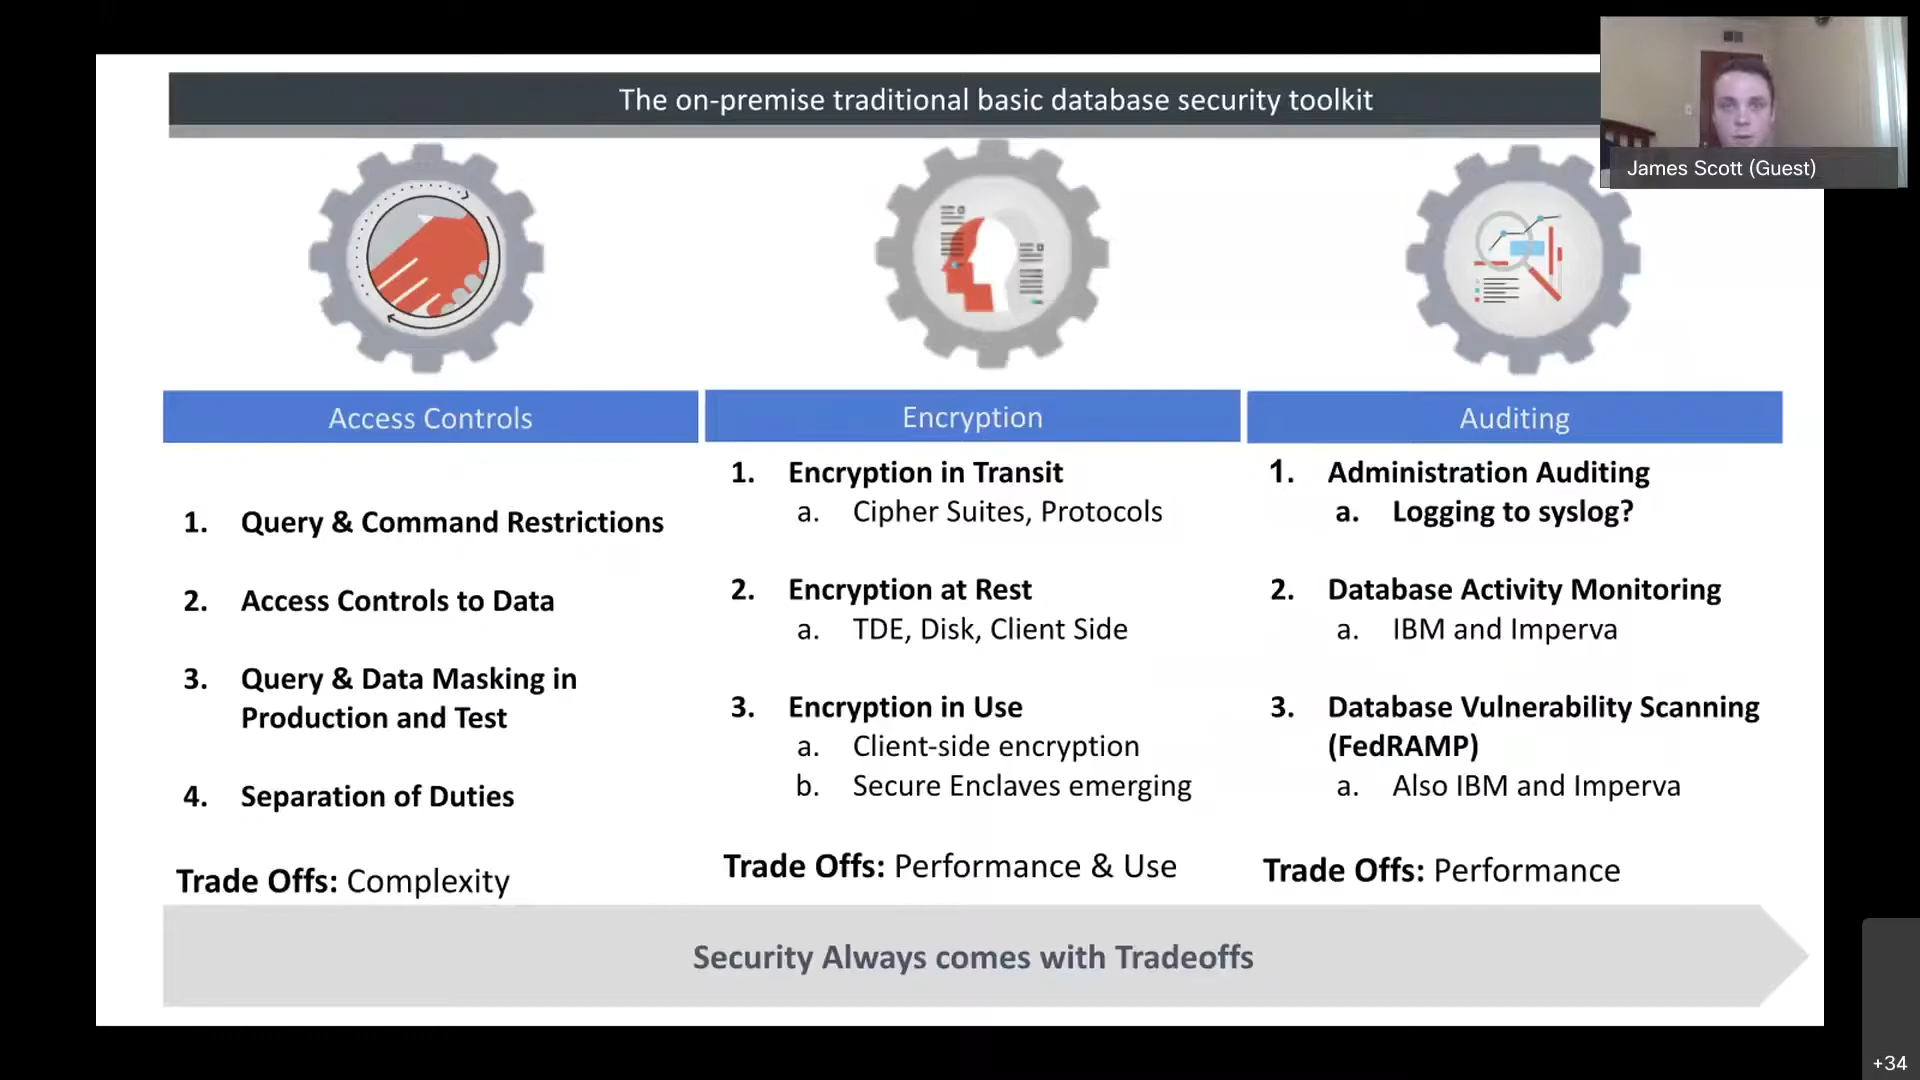 The on-premise traditional basic database security toolkit
James Scott (Guest)
Access Controls
1. Query & Command Restrictions
2. Access Controls to Data
3. Query & Data Masking in
Production and Test
4. Separation of Duties
Trade Offs: Complexity
Encryption
1. Encryption in Transit
a. Cipher Suites, Protocols
2. Encryption at Rest
a. TDE, Disk, Client Side
3. Encryption in Use
a. Client-side encryption
b. Secure Enclaves emerging
Trade Offs: Performance & Use
Auditing
1. Administration Auditing
a. Logging to syslog?
2. Database Activity Monitoring
a. IBM and Imperva
3. Database Vulnerability Scanning
(FedRAMP)
a. Also IBM and Imperva
Trade Offs: Performance
Security Always comes with Tradeoffs
+34